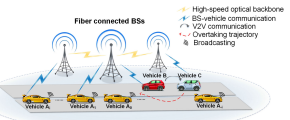 High-speed optical backbone
BS-vehicle communication
V2V communication
Overtaking trajectory
Broadcasting
Fiber connected BSs
Vehicle B
Vehicle C
Vehicle A
Vehicle A
Vehicle A
Vehicle A